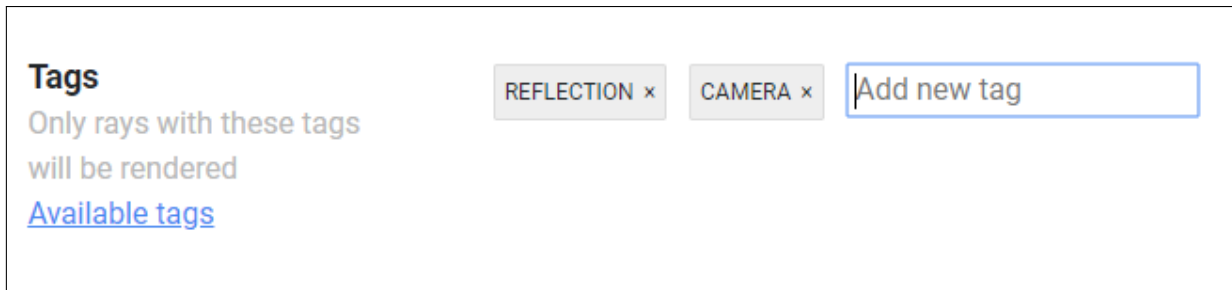 Tags
Only rays with these tags
will be rendered
Available tags
REFLECTION × CAMERA × Add new tag